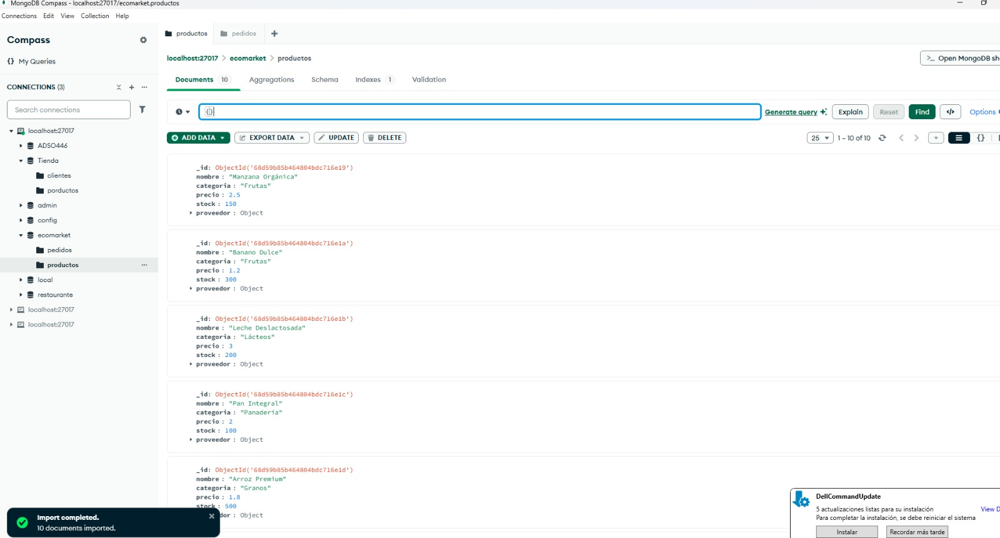 MongoDB Compass - localhost:27017/ecomarket.productos
Connections Edit View Collection Help
Compass
{} My Queries
CONNECTIONS (3)
Search connections
localhost:27017
ADSO446
Tienda
clientes
porductos
admin
config
ecomarket
pedidos
productos
local
restaurante
localhost:27017
localhost:27017
productos
pedidos
localhost:27017 > ecomarket > productos
>_ Open MongoDB she
Documents 10
Aggregations
Schema
Indexes 1
Validation
{}
Generate query
Explain
Reset
Find
</>
Options
ADD DATA
EXPORT DATA
UPDATE
DELETE
25
1 – 10 of 10
{}
_id: ObjectId('68d59b85b464804bdc716e19')
nombre : "Manzana Orgánica"
categoria : "Frutas"
precio : 2.5
stock : 150
proveedor : Object
_id: ObjectId('68d59b85b464804bdc716e1a')
nombre : "Banano Dulce"
categoria : "Frutas"
precio : 1.2
stock : 300
proveedor : Object
_id: ObjectId('68d59b85b464804bdc716e1b')
nombre : "Leche Deslactosada"
categoria : "Lácteos"
precio : 3
stock : 200
proveedor : Object
_id: ObjectId('68d59b85b464804bdc716e1c')
nombre : "Pan Integral"
categoria : "Panadería"
precio : 2
stock : 100
proveedor : Object
_id: ObjectId('68d59b85b464804bdc716e1d')
nombre : "Arroz Premium"
categoria : "Granos"
precio : 1.8
stock : 500
dor : Object
Import completed.
10 documents imported.
DellCommandUpdate
5 actualizaciones listas para su instalación
View D
Para completar la instalación, se debe reiniciar el sistema
Instalar
Recordar más tarde